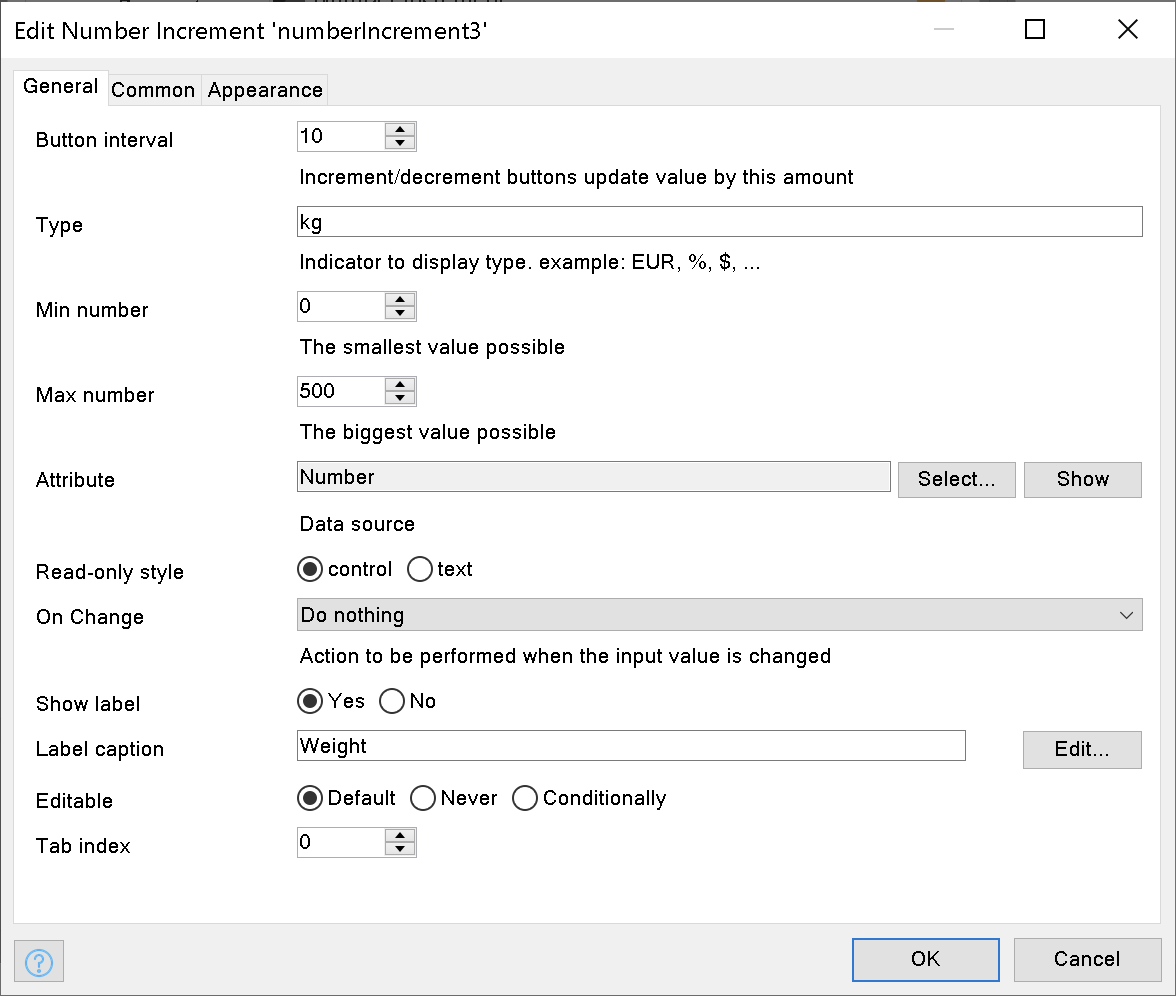 Edit Number Increment 'numberIncrement3'
General Common Appearance
Button interval 10
Increment/decrement buttons update value by this amount
Type kg
Indicator to display type. example: EUR, %, $, ...
Min number 0
The smallest value possible
Max number 500
The biggest value possible
Attribute Number Select... Show
Data source
Read-only style control text
On Change Do nothing
Action to be performed when the input value is changed
Show label Yes No
Label caption Weight Edit...
Editable Default Never Conditionally
Tab index 0
? OK Cancel